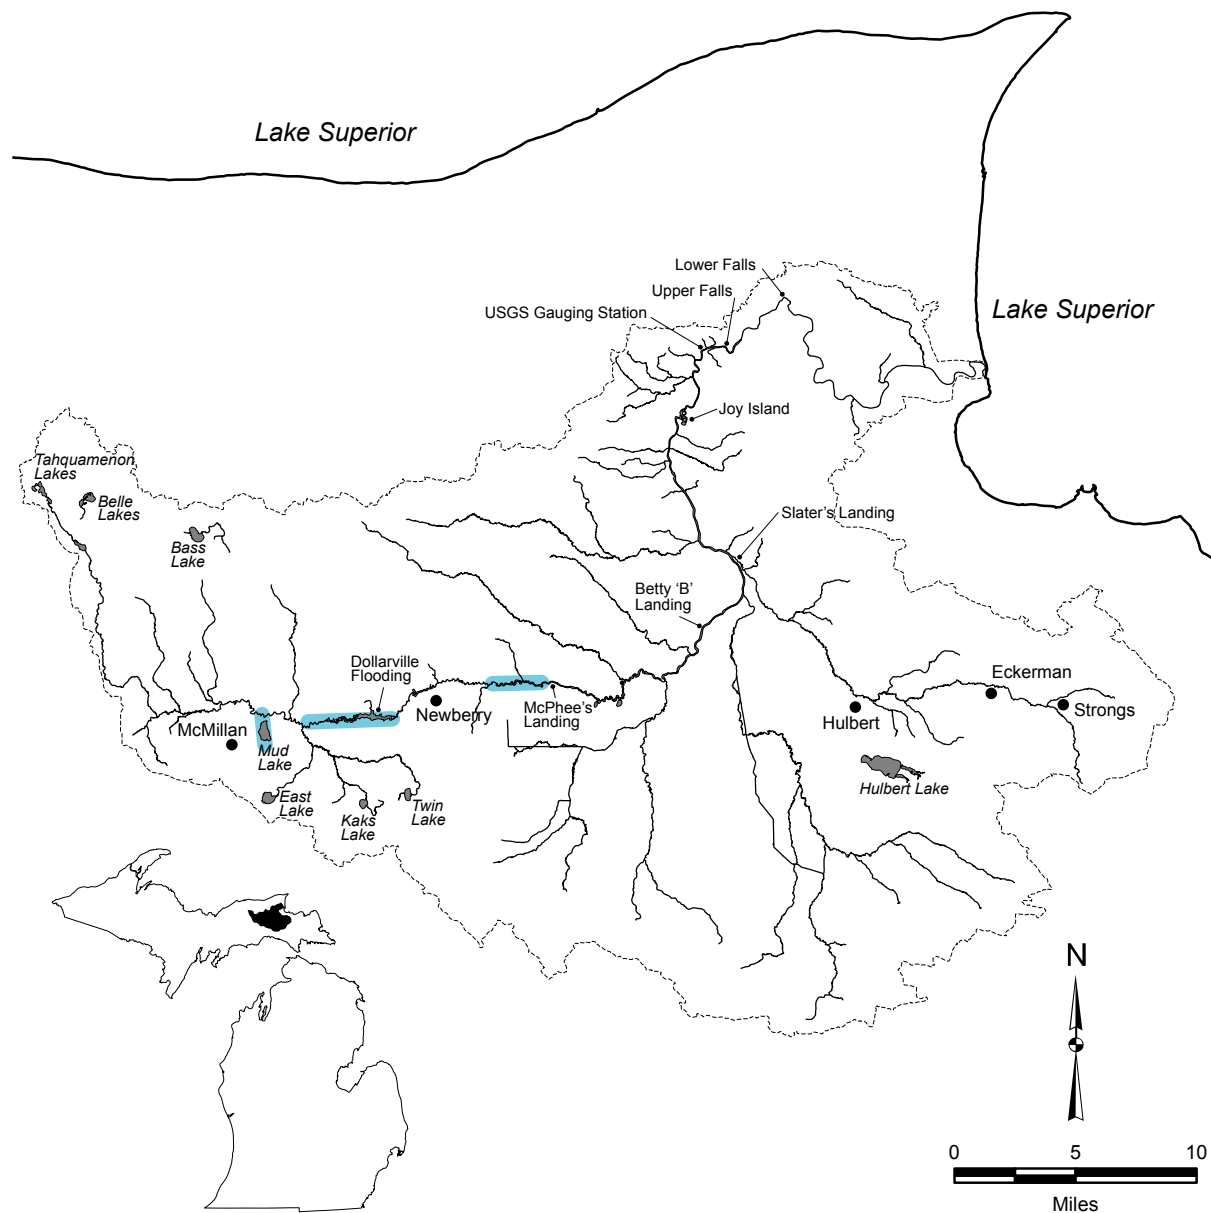 Lake Superior
Lower Falls
Upper Falls
USGS Gauging Station
Lake Superior
Joy Island
Tahquamenon
Lakes
Belle
Lakes
Bass
Lake
Slater's Landing
Betty 'B'
Landing
Dollarville
Flooding
Eckerman
McPhee's
Landing
Newberry
Strongs
Hulbert
McMillan
Mud
Lake
Hulbert Lake
East
Lake
Kaks
Lake
Twin
Lake
N
0 5 10
Miles